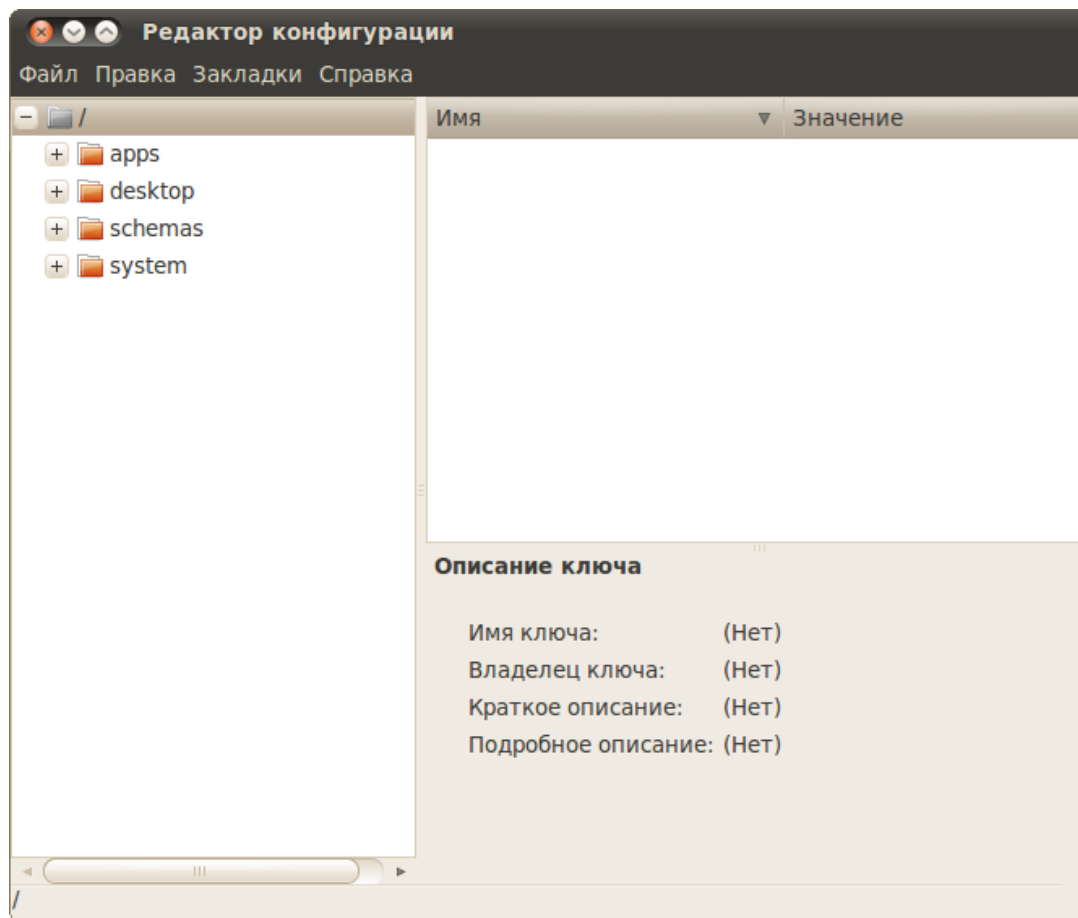 Редактор конфигурации
Файл Правка Закладки Справка
/
Имя Значение
apps
desktop
schemas
system
Описание ключа
Имя ключа: (Нет)
Владелец ключа: (Нет)
Краткое описание: (Нет)
Подробное описание: (Нет)
/